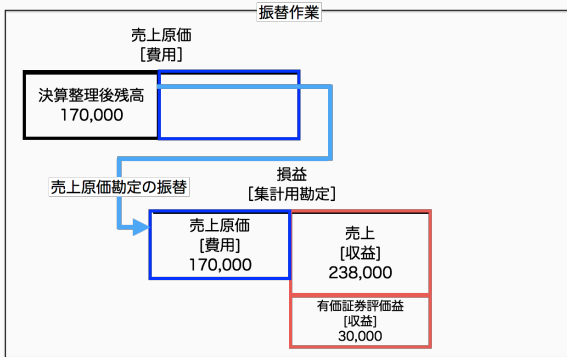 振替作業
売上原価
[費用]
決算整理後残高
170,000
売上原価勘定の振替
損益
[集計用勘定]
売上原価
[費用]
170,000
売上
[収益]
238,000
有価証券評価益
[収益]
30,000